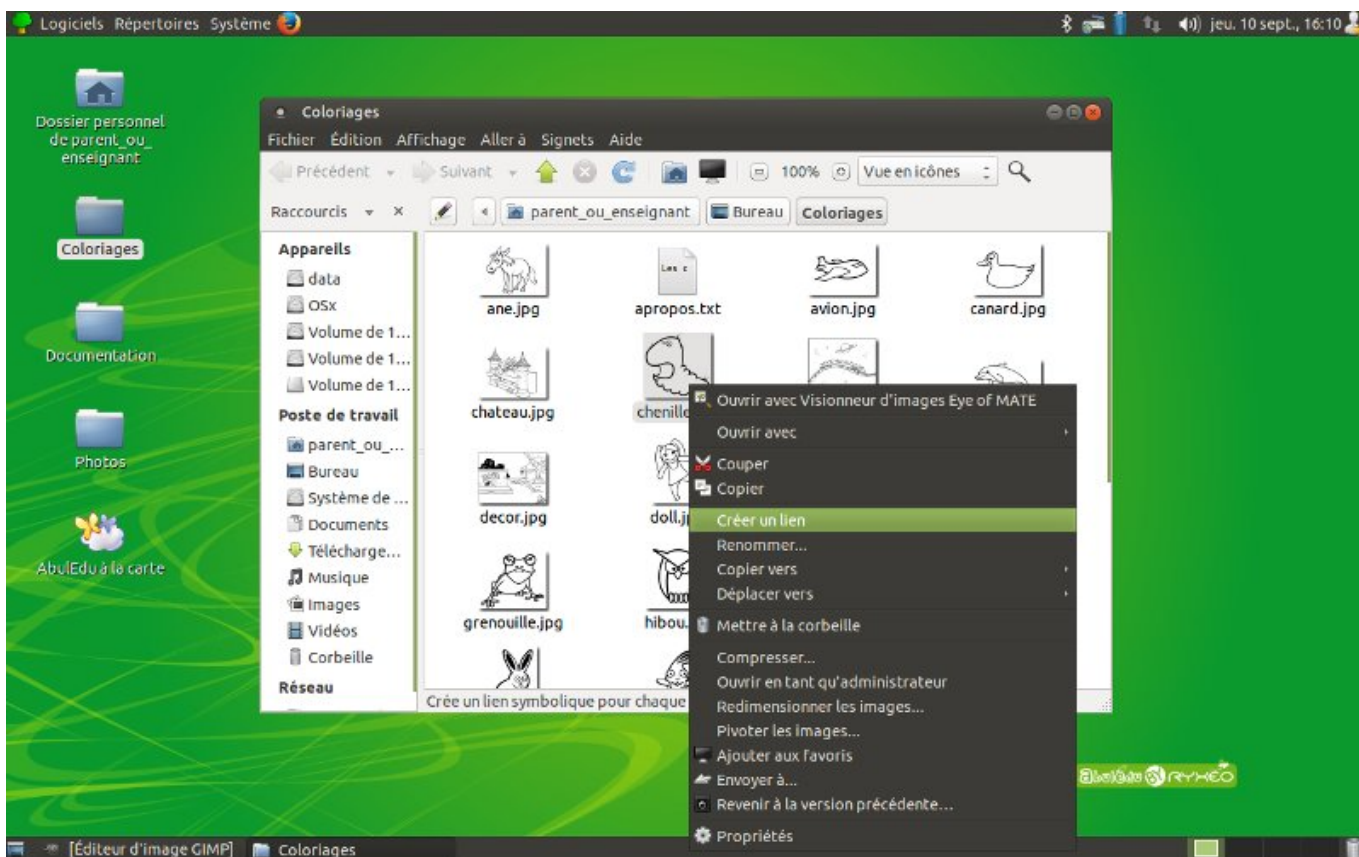 Logiciels Répertoires Système
jeu. 10 sept., 16:10
Dossier personnel
de parent_ou_
enseignant
Coloriages
Documentation
Photos
AbulEdu à la carte
Coloriages
Fichier Édition Affichage Aller à Signets Aide
Précédent Suivant 100% Vue en icônes
Raccourcis parent_ou_enseignant Bureau Coloriages
Appareils
data
OSx
Volume de 1...
Volume de 1...
Volume de 1...
Poste de travail
parent_ou_...
Bureau
Système de ...
Documents
Télécharge...
Musique
Images
Vidéos
Corbeille
Réseau
Les c
ane.jpg apropos.txt avion.jpg canard.jpg
chateau.jpg chenille
decor.jpg doll.j
grenouille.jpg hibou.
Crée un lien symbolique pour chaque
Ouvrir avec Visionneur d'images Eye of MATE
Ouvrir avec
Couper
Copier
Créer un lien
Renommer...
Copier vers
Déplacer vers
Mettre à la corbeille
Compresser...
Ouvrir en tant qu'administrateur
Redimensionner les images...
Pivoter les images...
Ajouter aux favoris
Envoyer à...
Revenir à la version précédente...
Propriétés
AbulÉdu RYXÉO
[Éditeur d'image GIMP] Coloriages